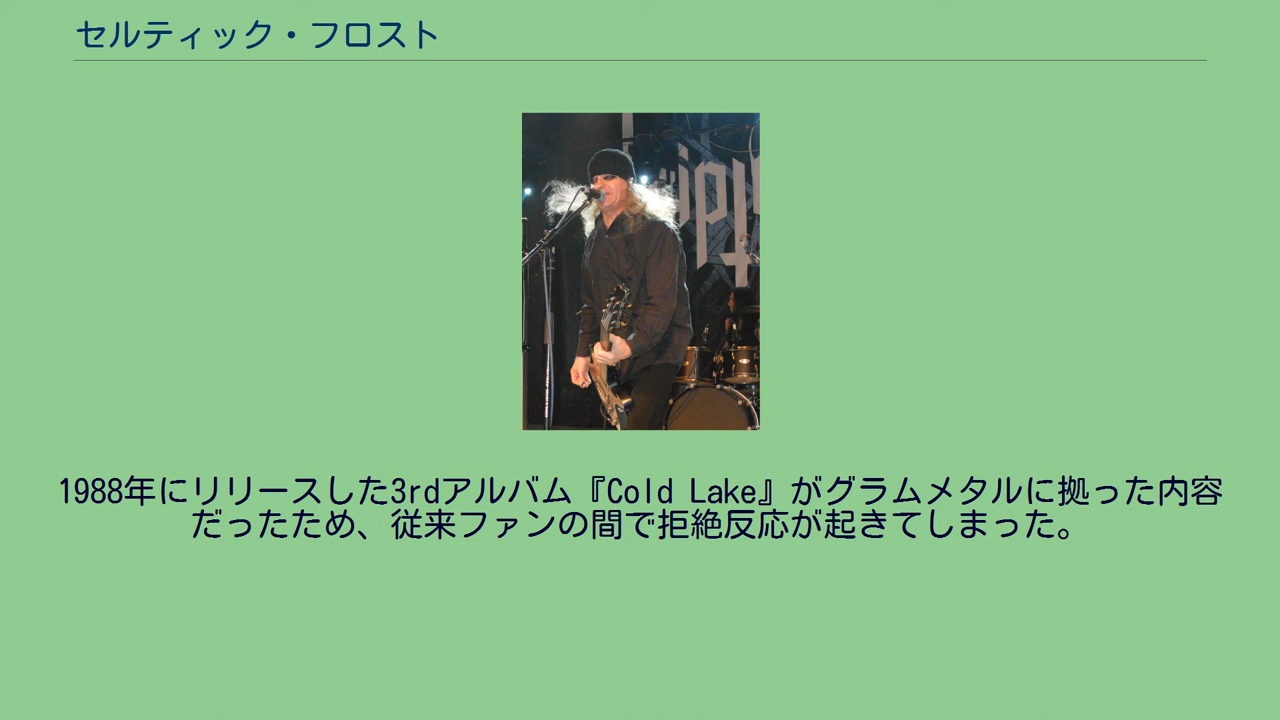 セルティック・フロスト
1988年にリリースした3rdアルバム『Cold Lake』がグラムメタルに拠った内容
だったため、従来ファンの間で拒絶反応が起きてしまった。